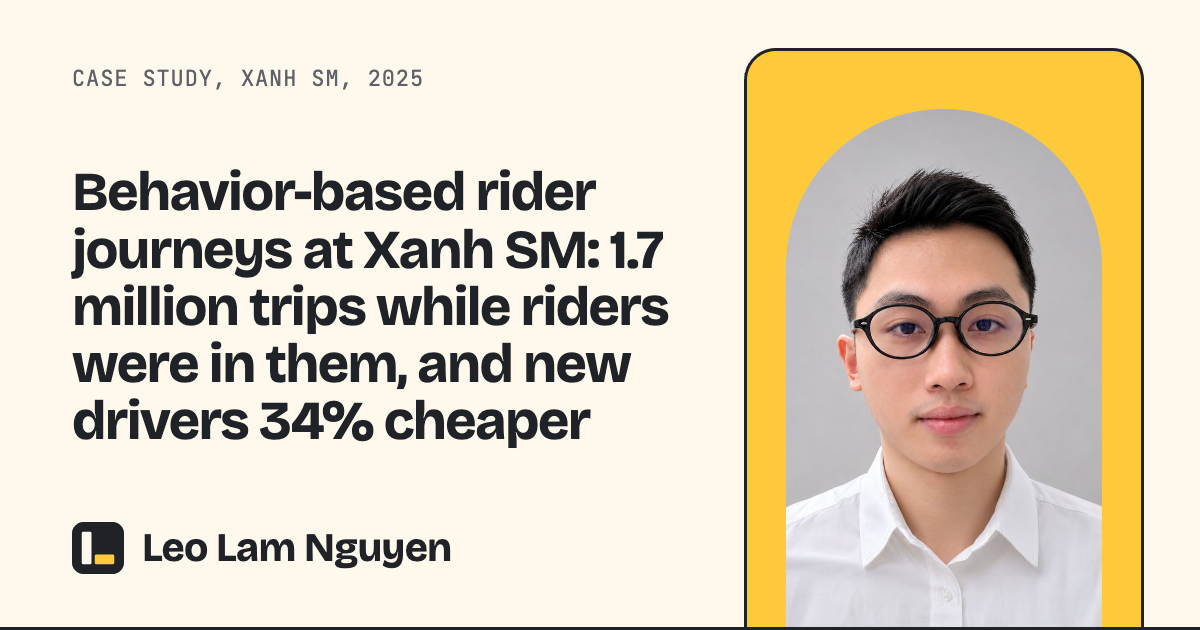 CASE STUDY, XANH SM, 2025
Behavior-based rider
journeys at Xanh SM: 1.7
million trips while riders
were in them, and new
drivers 34% cheaper
Leo Lam Nguyen